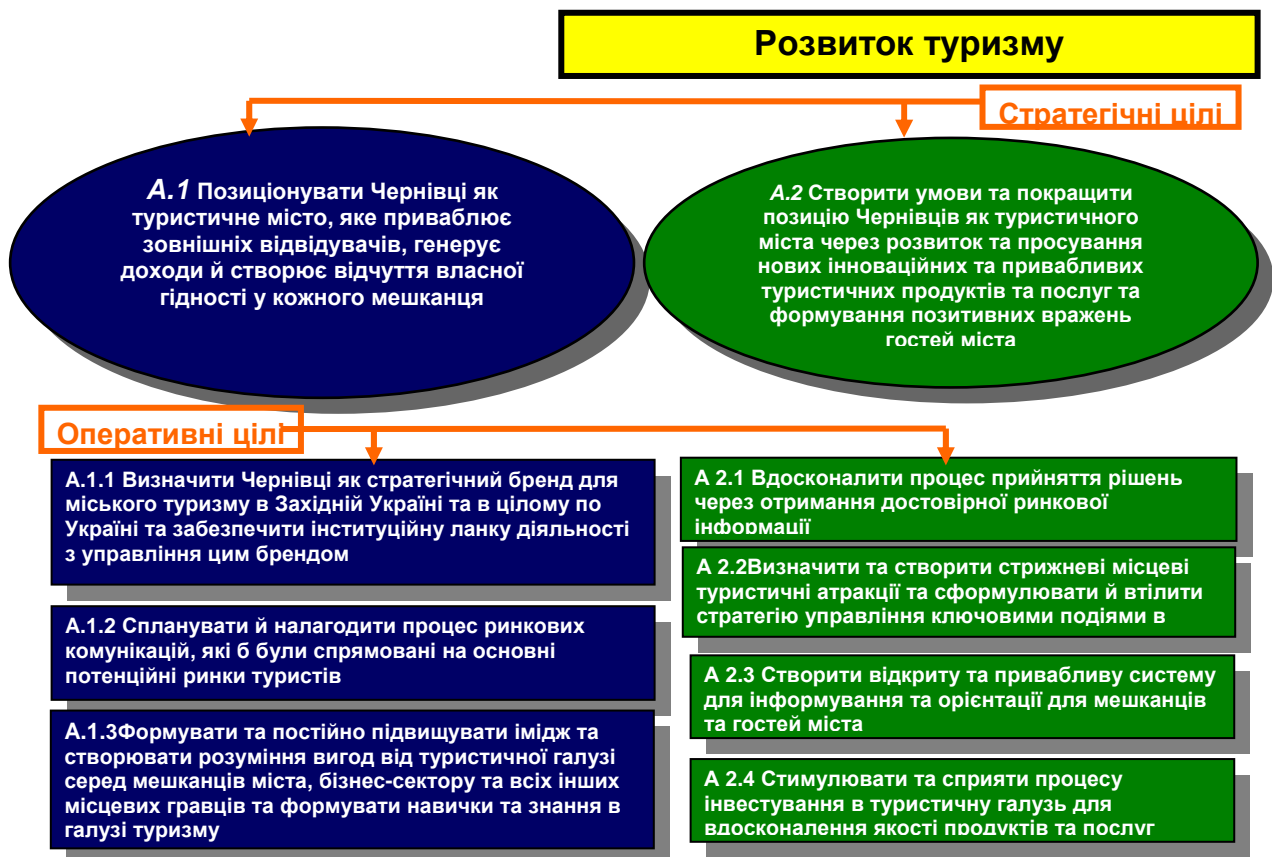 Розвиток туризму
Стратегічні цілі
А.1 Позиціонувати Чернівці як
туристичне місто, яке приваблює
зовнішніх відвідувачів, генерує
доходи й створює відчуття власної
гідності у кожного мешканця
А.2 Створити умови та покращити
позицію Чернівців як туристичного
міста через розвиток та просування
нових інноваційних та привабливих
туристичних продуктів та послуг та
формування позитивних вражень
гостей міста
Оперативні цілі
А.1.1 Визначити Чернівці як стратегічний бренд для
міського туризму в Західній Україні та в цілому по
Україні та забезпечити інституційну ланку діяльності
з управління цим брендом
А.1.2 Спланувати й налагодити процес ринкових
комунікацій, які б були спрямовані на основні
потенційні ринки туристів
А.1.3Формувати та постійно підвищувати імідж та
створювати розуміння вигод від туристичної галузі
серед мешканців міста, бізнес-сектору та всіх інших
місцевих гравців та формувати навички та знання в
галузі туризму
А 2.1 Вдосконалити процес прийняття рішень
через отримання достовірної ринкової
інформації
А 2.2Визначити та створити стрижневі місцеві
туристичні атракції та сформулювати й втілити
стратегію управління ключовими подіями в
А 2.3 Створити відкриту та привабливу систему
для інформування та орієнтації для мешканців
та гостей міста
А 2.4 Стимулювати та сприяти процесу
інвестування в туристичну галузь для
вдосконалення якості продуктів та послуг